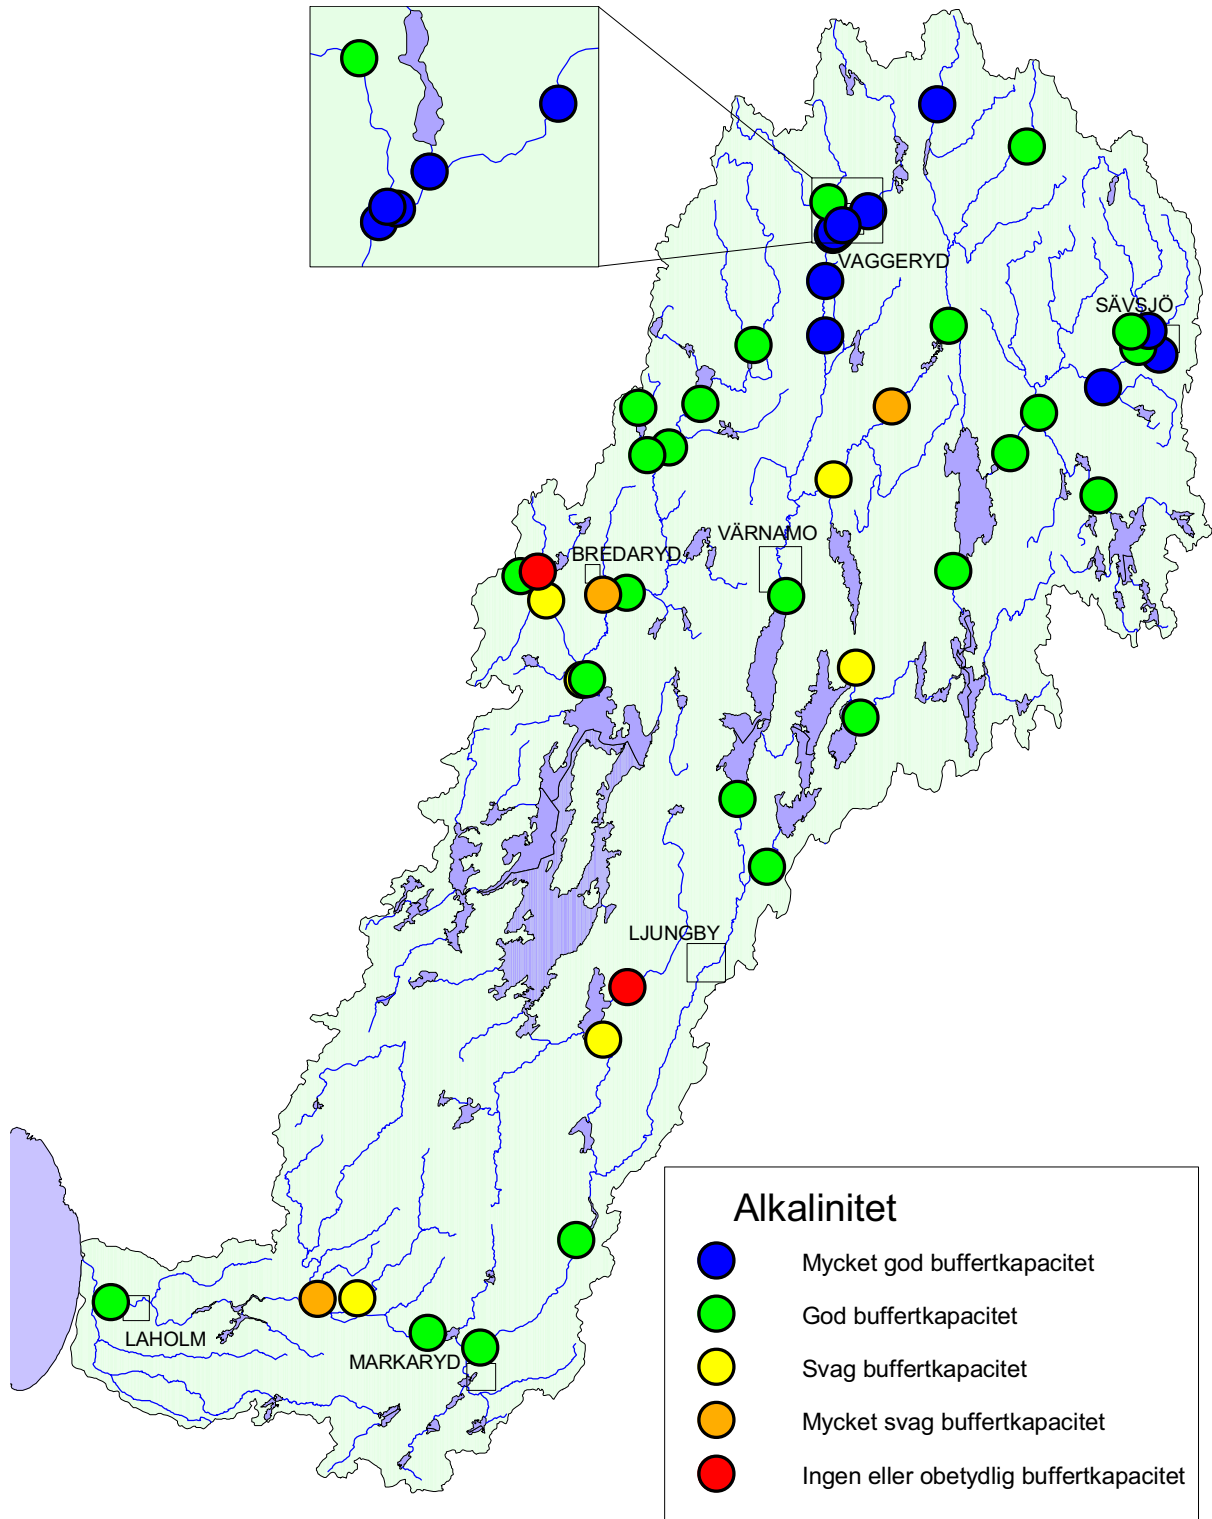 VAGGERYD
SÄVSJÖ
VÄRNAMO
BREDARYD
LJUNGBY
LAHOLM
MARKARYD
Alkalinitet
Mycket god buffertkapacitet
God buffertkapacitet
Svag buffertkapacitet
Mycket svag buffertkapacitet
Ingen eller obetydlig buffertkapacitet